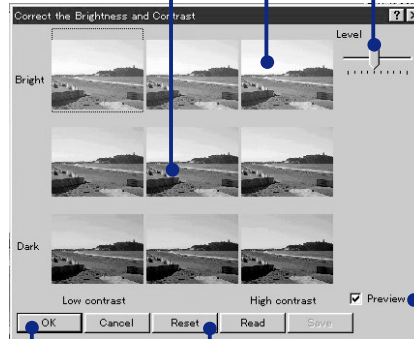 Correct the Brightness and Contrast
Level
Bright
Dark
Low contrast
High contrast
Preview
OK
Cancel
Reset
Read
Save